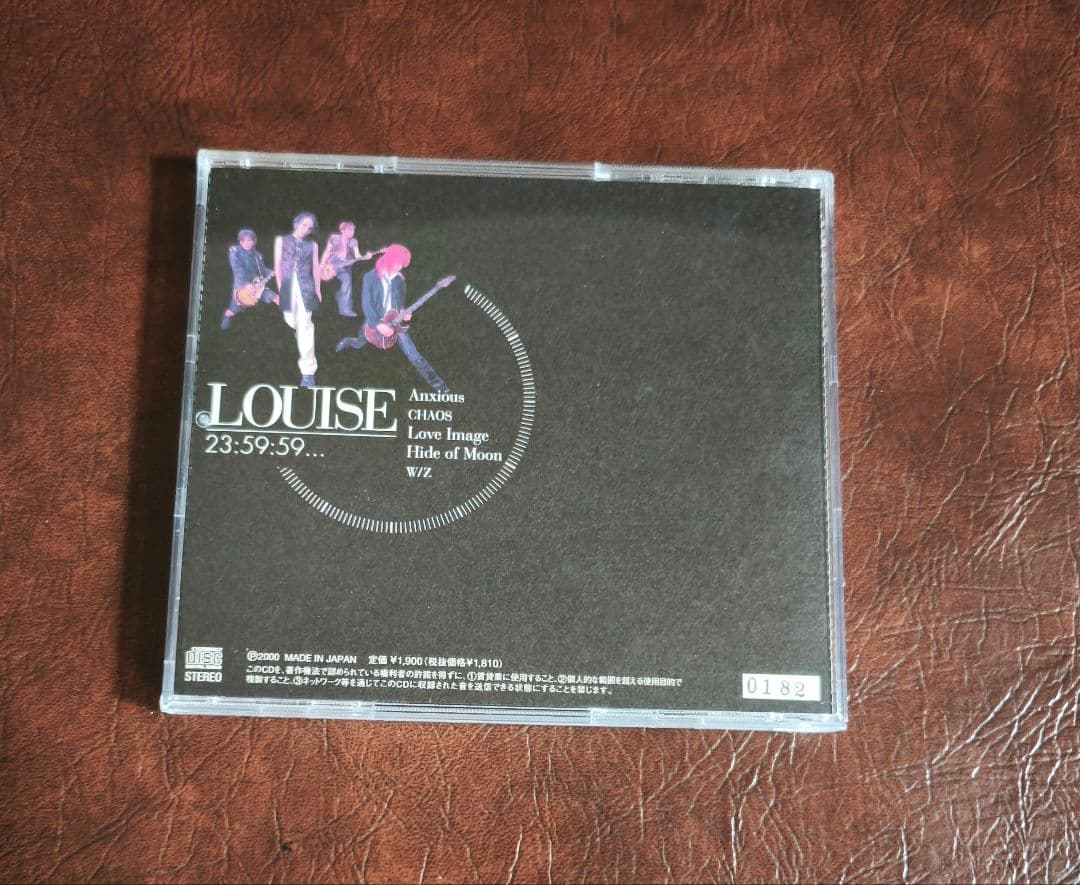 LOUISE
23:59:59...
Anxious
CHAOS
Love Image
Hide of Moon
W/Z
disc
STEREO
Ⓟ2000 MADE IN JAPAN 定価 ¥1,900(税抜価格¥1,810)
このCDを、著作権法で認められている権利者の許諾を得ずに、①賃貸業に使用すること、②個人的な範囲を超える使用目的で
複製すること、③ネットワーク等を通じてこのCDに収録された音を送信できる状態にすることを禁じます。
0182